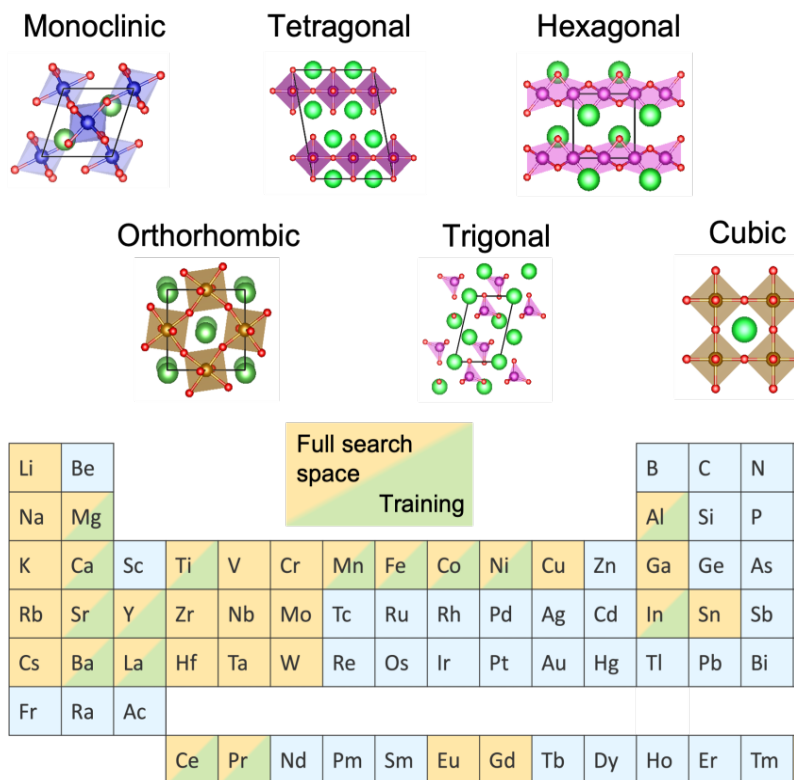 Monoclinic Tetragonal Hexagonal
Orthorhombic Trigonal Cubic
Full search
space
Training
Li Be B C N
Na Mg Al Si P
K Ca Sc Ti V Cr Mn Fe Co Ni Cu Zn Ga Ge As
Rb Sr Y Zr Nb Mo Tc Ru Rh Pd Ag Cd In Sn Sb
Cs Ba La Hf Ta W Re Os Ir Pt Au Hg Tl Pb Bi
Fr Ra Ac
Ce Pr Nd Pm Sm Eu Gd Tb Dy Ho Er Tm